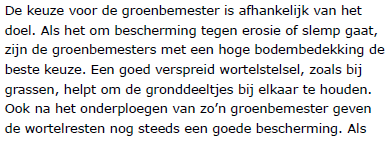 De keuze voor de groenbemester is afhankelijk van het
doel. Als het om bescherming tegen erosie of slemp gaat,
zijn de groenbemesters met een hoge bodembedekking de
beste keuze. Een goed verspreid wortelstelsel, zoals bij
grassen, helpt om de gronddeeltjes bij elkaar te houden.
Ook na het onderploegen van zo’n groenbemester geven
de wortelresten nog steeds een goede bescherming. Als